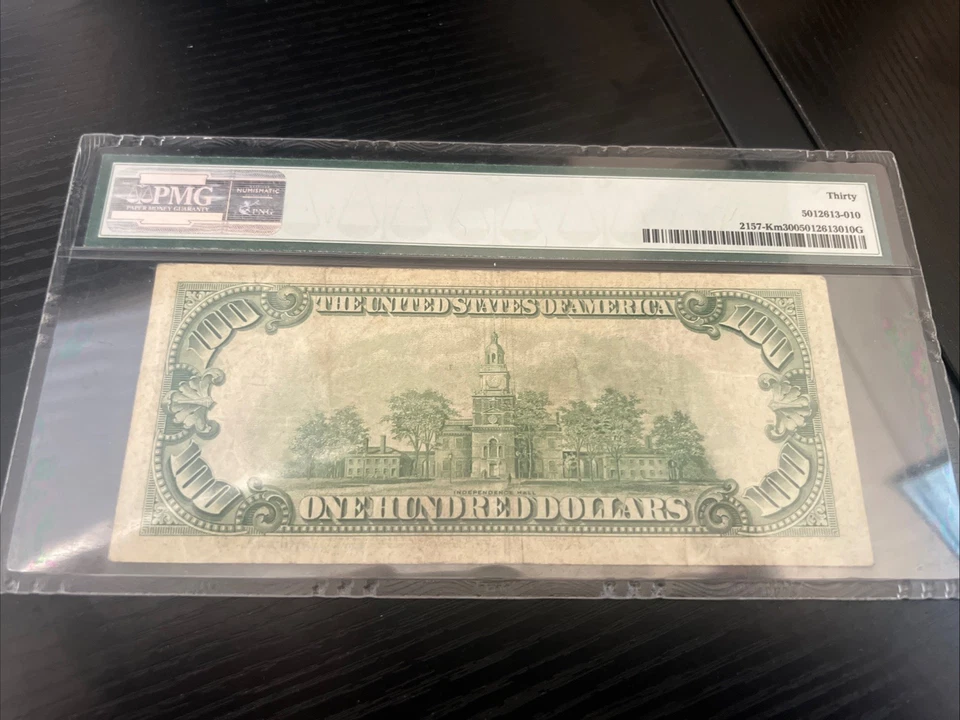 PMG
PAPER MONEY GUARANTY
NUMISMATIC
PNG
Thirty
5012613-010
2157-Km3005012613010G
THE UNITED STATES OF AMERICA
100
100
100
100
INDEPENDENCE HALL
ONE HUNDRED DOLLARS